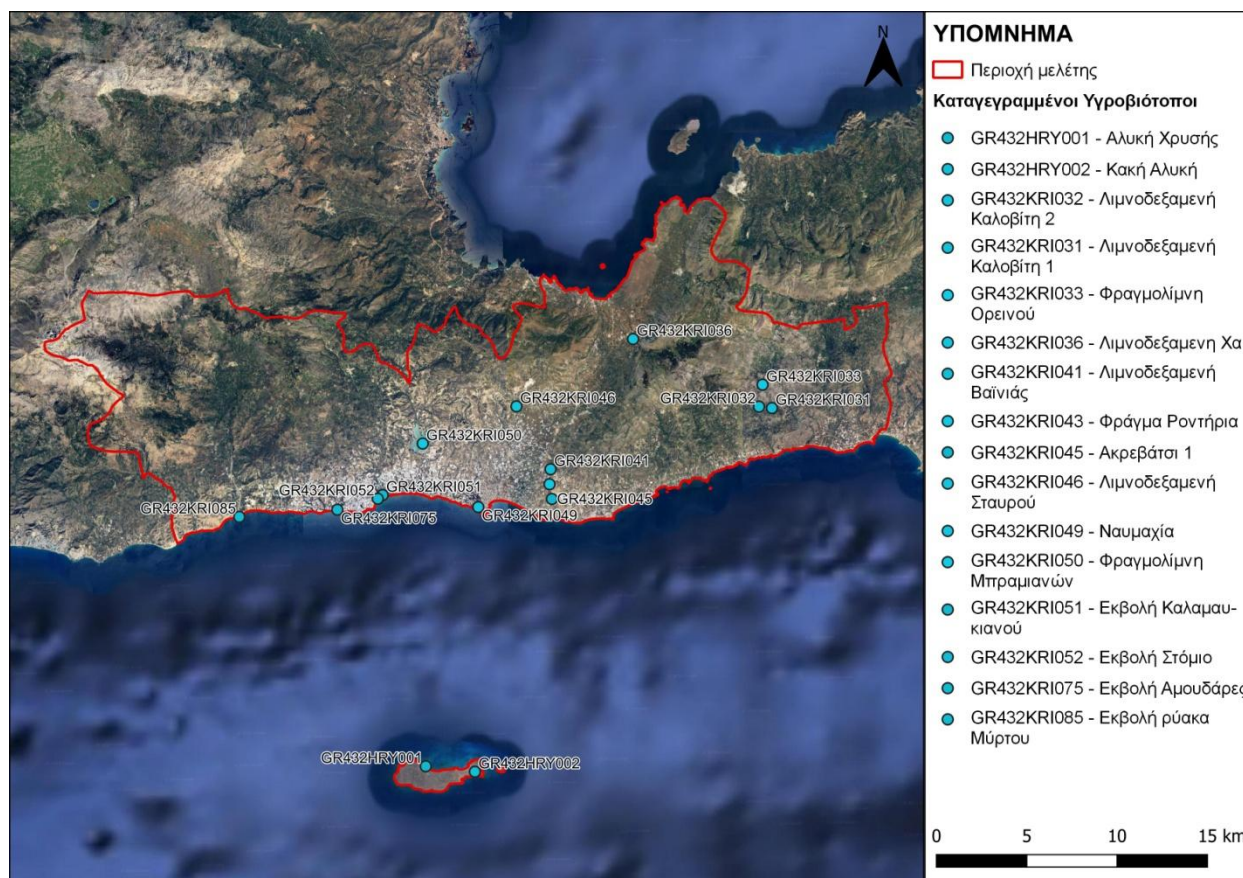 N
GR432KRI036
GR432KRI033
GR432KRI032
GR432KRI031
GR432KRI046
GR432KRI050
GR432KRI041
GR432KRI052
GR432KRI051
GR432KRI045
GR432KRI085
GR432KRI075
GR432KRI049
GR432HRY001
GR432HRY002
ΥΠΟΜΝΗΜΑ
Περιοχή μελέτης
Καταγεγραμμένοι Υγροβιότοποι
GR432HRY001 - Αλυκή Χρυσής
GR432HRY002 - Κακή Αλυκή
GR432KRI032 - Λιμνοδεξαμενή
Καλοβίτη 2
GR432KRI031 - Λιμνοδεξαμενή
Καλοβίτη 1
GR432KRI033 - Φραγμολίμνη
Ορεινού
GR432KRI036 - Λιμνοδεξαμενη Χα
GR432KRI041 - Λιμνοδεξαμενή
Βαϊνιάς
GR432KRI043 - Φράγμα Ροντήρια
GR432KRI045 - Ακρεβάτσι 1
GR432KRI046 - Λιμνοδεξαμενή
Σταυρού
GR432KRI049 - Ναυμαχία
GR432KRI050 - Φραγμολίμνη
Μπραμιανών
GR432KRI051 - Εκβολή Καλαμαυ-
κιανού
GR432KRI052 - Εκβολή Στόμιο
GR432KRI075 - Εκβολή Αμουδάρες
GR432KRI085 - Εκβολή ρύακα
Μύρτου
0 5 10 15 km